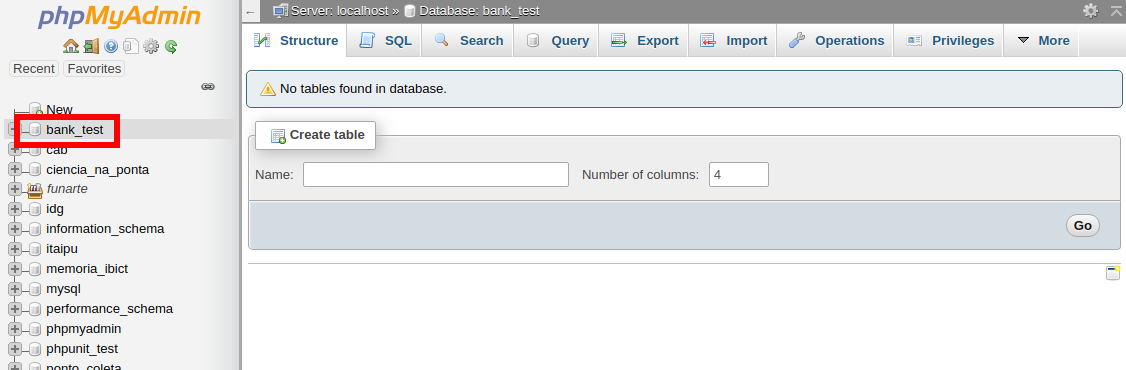 phpMyAdmin
Recent Favorites
New
bank_test
cab
ciencia_na_ponta
funarte
idg
information_schema
itaipu
memoria_ibict
mysql
performance_schema
phpmyadmin
phpunit_test
ponto_coleta
← Server: localhost » Database: bank_test
Structure SQL Search Query Export Import Operations Privileges More
No tables found in database.
Create table
Name: Number of columns: 4
Go